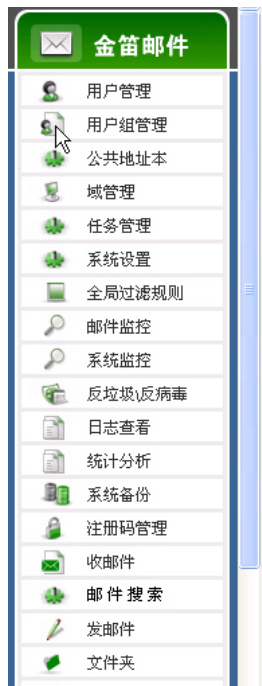 金笛邮件
用户管理
用户组管理
公共地址本
域管理
任务管理
系统设置
全局过滤规则
邮件监控
系统监控
反垃圾\反病毒
日志查看
统计分析
系统备份
注册码管理
收邮件
邮件搜索
发邮件
文件夹